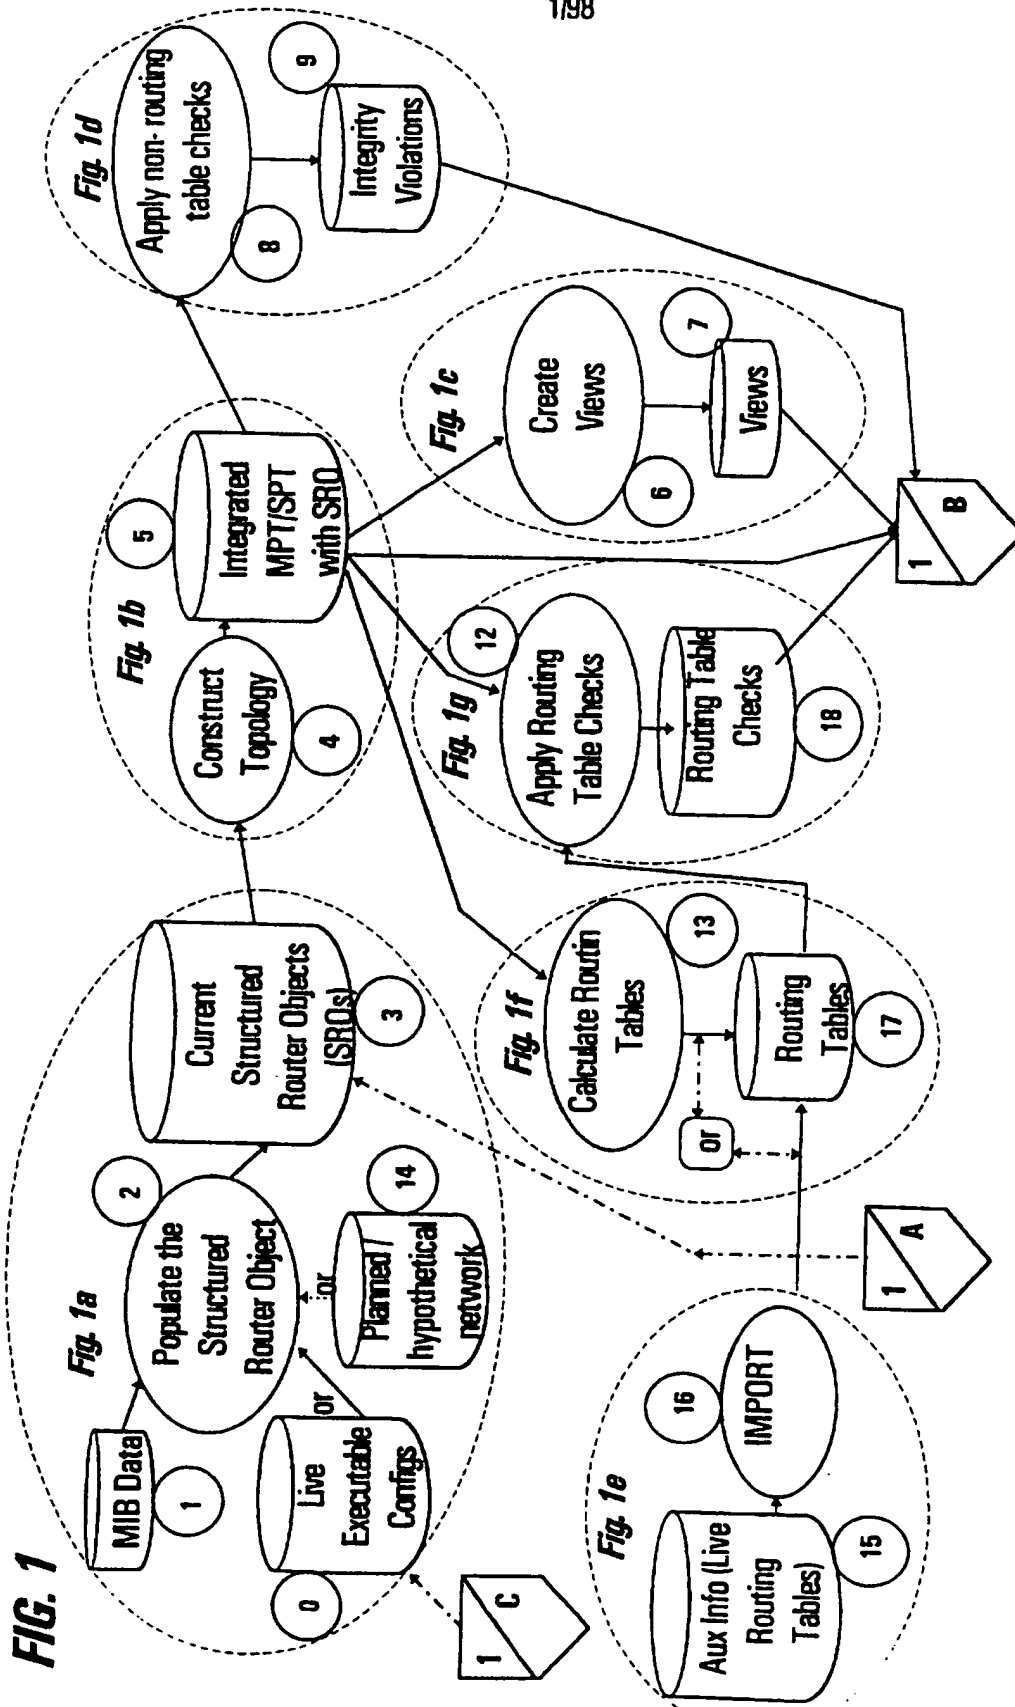 1/98
FIG. 1
Fig. 1a
MIB Data
1
Live
Executable
Configs
0
or
Populate the
Structured
Router Object
2
or
Planned /
hypothetical
network
14
Current
Structured
Router Objects
(SROs)
3
1
C
Fig. 1b
Construct
Topology
4
Integrated
MPT/SPT
with SRO
5
Fig. 1d
Apply non-routing
table checks
8
Integrity
Violations
9
Fig. 1c
Create
Views
6
Views
7
Fig. 1g
Apply Routing
Table Checks
12
Routing Table
Checks
18
Fig. 1f
Calculate Routin
Tables
13
or
Routing
Tables
17
Fig. 1e
Aux Info (Live
Routing
Tables)
15
IMPORT
16
1
A
1
B